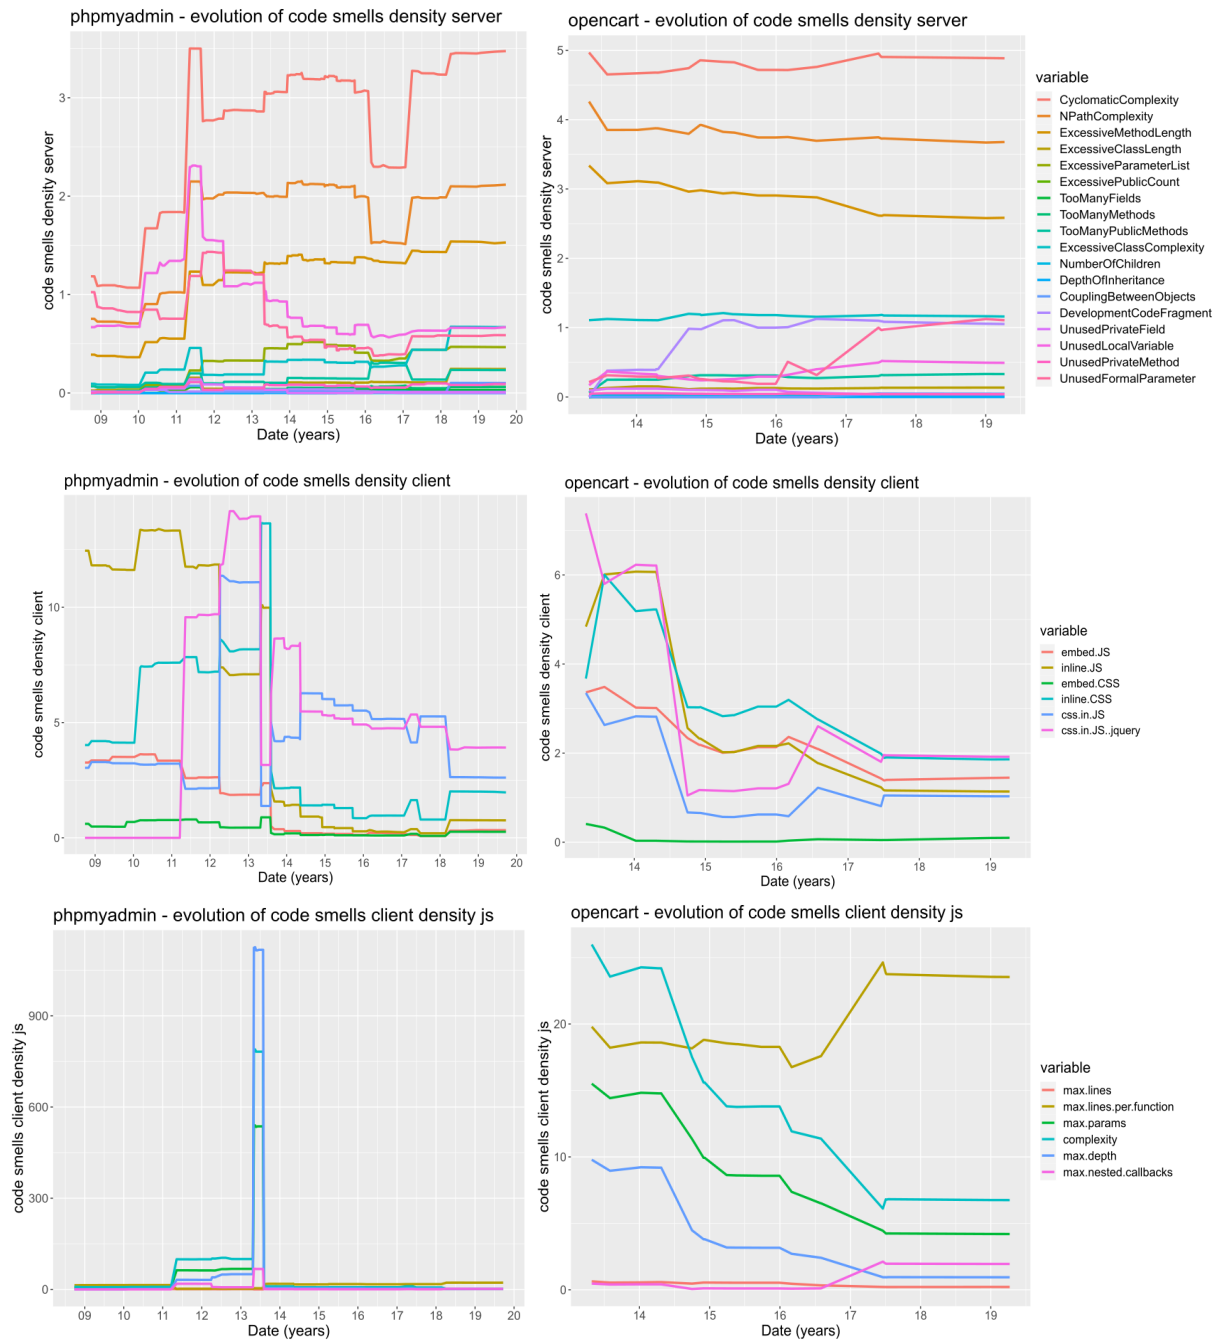 phpmyadmin - evolution of code smells density server
code smells density server
3
2
1
0
09 10 11 12 13 14 15 16 17 18 19 20
Date (years)
opencart - evolution of code smells density server
code smells density server
5
4
3
2
1
0
14 15 16 17 18 19
Date (years)
variable
CyclomaticComplexity
NPathComplexity
ExcessiveMethodLength
ExcessiveClassLength
ExcessiveParameterList
ExcessivePublicCount
TooManyFields
TooManyMethods
TooManyPublicMethods
ExcessiveClassComplexity
NumberOfChildren
DepthOfInheritance
CouplingBetweenObjects
DevelopmentCodeFragment
UnusedPrivateField
UnusedLocalVariable
UnusedPrivateMethod
UnusedFormalParameter
phpmyadmin - evolution of code smells density client
code smells density client
10
5
0
09 10 11 12 13 14 15 16 17 18 19 20
Date (years)
opencart - evolution of code smells density client
code smells density client
6
4
2
0
14 15 16 17 18 19
Date (years)
variable
embed.JS
inline.JS
embed.CSS
inline.CSS
css.in.JS
css.in.JS..jquery
phpmyadmin - evolution of code smells client density js
code smells client density js
900
600
300
0
09 10 11 12 13 14 15 16 17 18 19 20
Date (years)
opencart - evolution of code smells client density js
code smells client density js
20
10
0
14 15 16 17 18 19
Date (years)
variable
max.lines
max.lines.per.function
max.params
complexity
max.depth
max.nested.callbacks